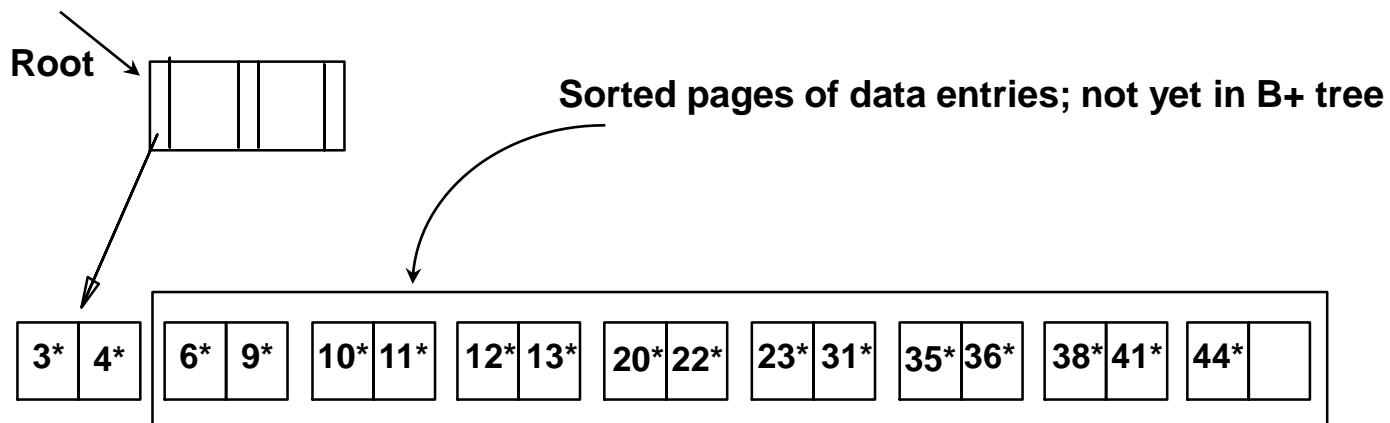 Root
Sorted pages of data entries; not yet in B+ tree
3* 4* 6* 9* 10* 11* 12* 13* 20* 22* 23* 31* 35* 36* 38* 41* 44*